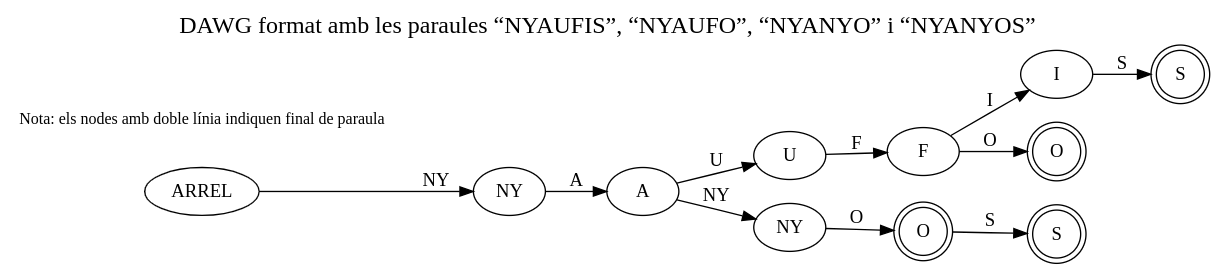 DAWG format amb les paraules “NYAUFIS”, “NYAUFO”, “NYANYO” i “NYANYOS”
Nota: els nodes amb doble línia indiquen final de paraula
ARREL
NY
NY
A
A
U
U
F
F
I
I
S
S
O
O
NY
NY
O
O
S
S